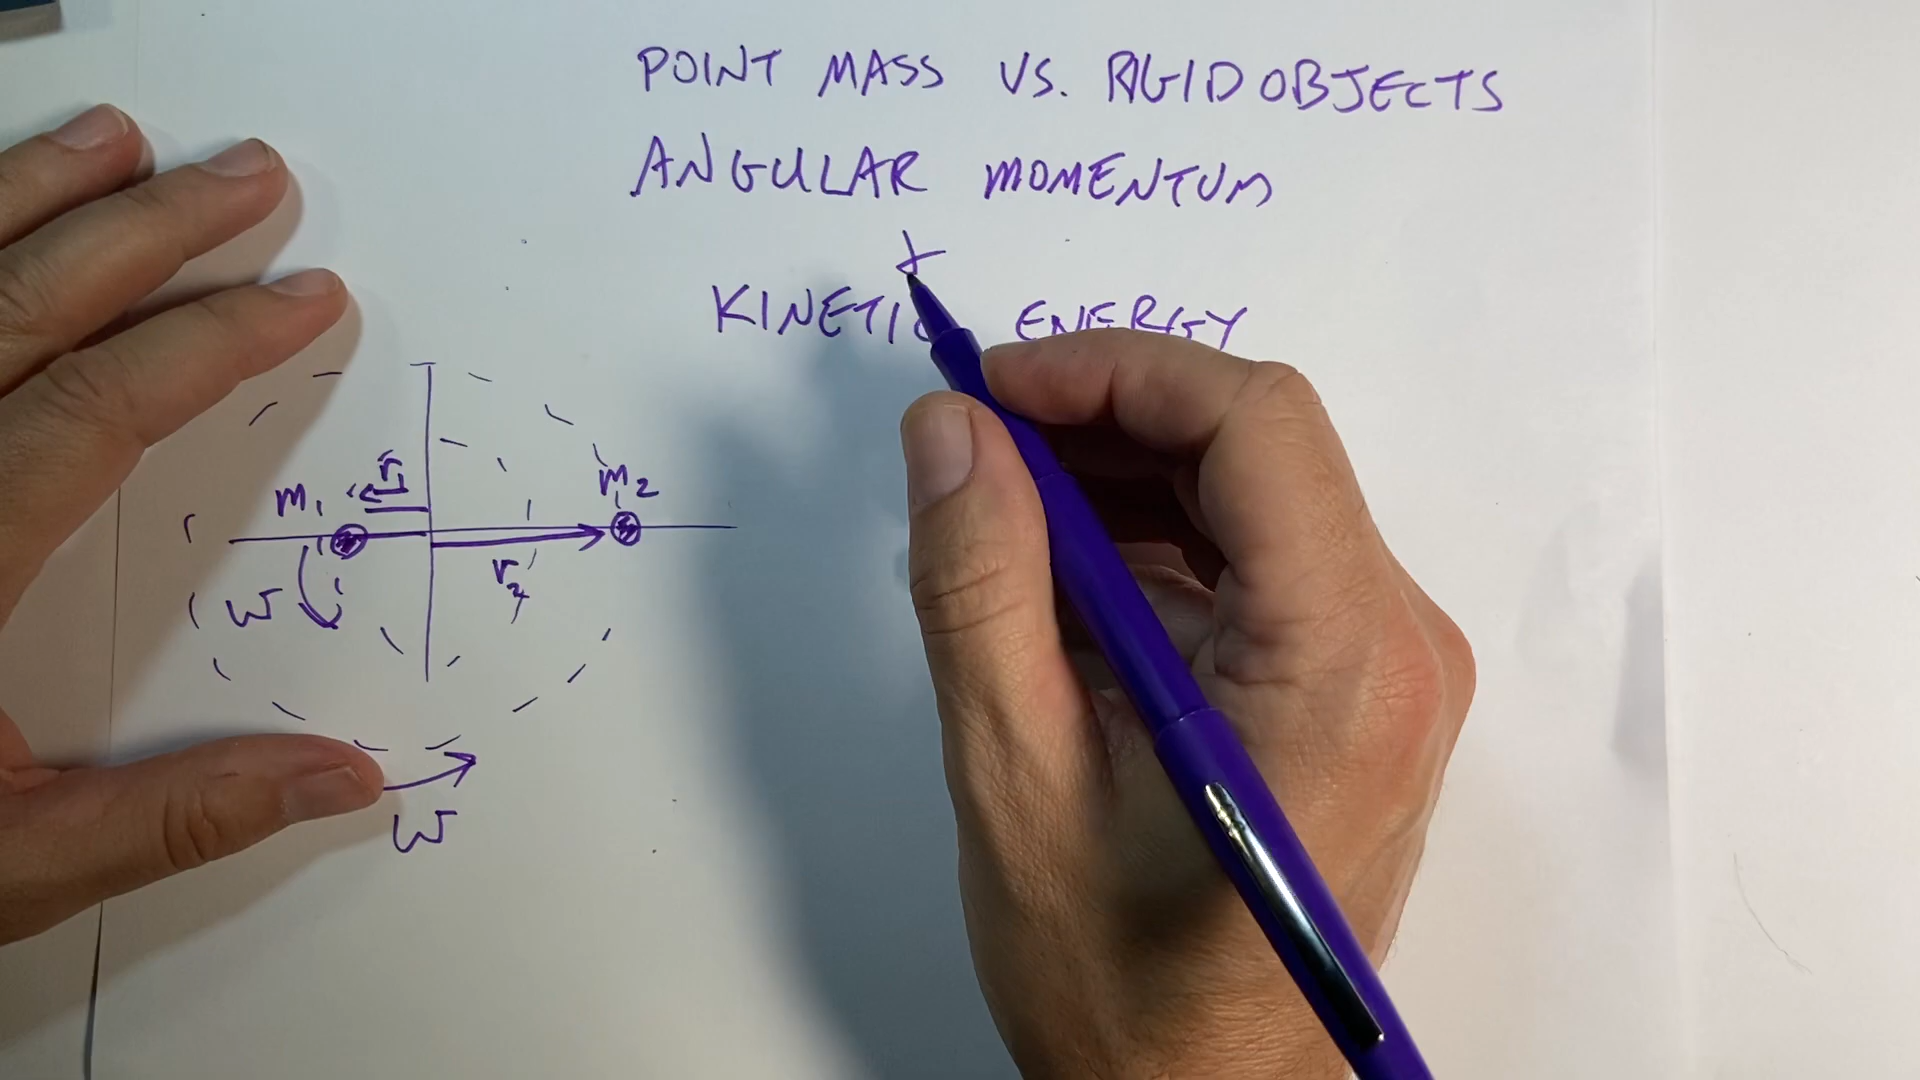 POINT MASS VS. RIGID OBJECTS
ANGULAR MOMENTUM
+
KINETIC ENERGY
r1
m1
m2
r2
W
W